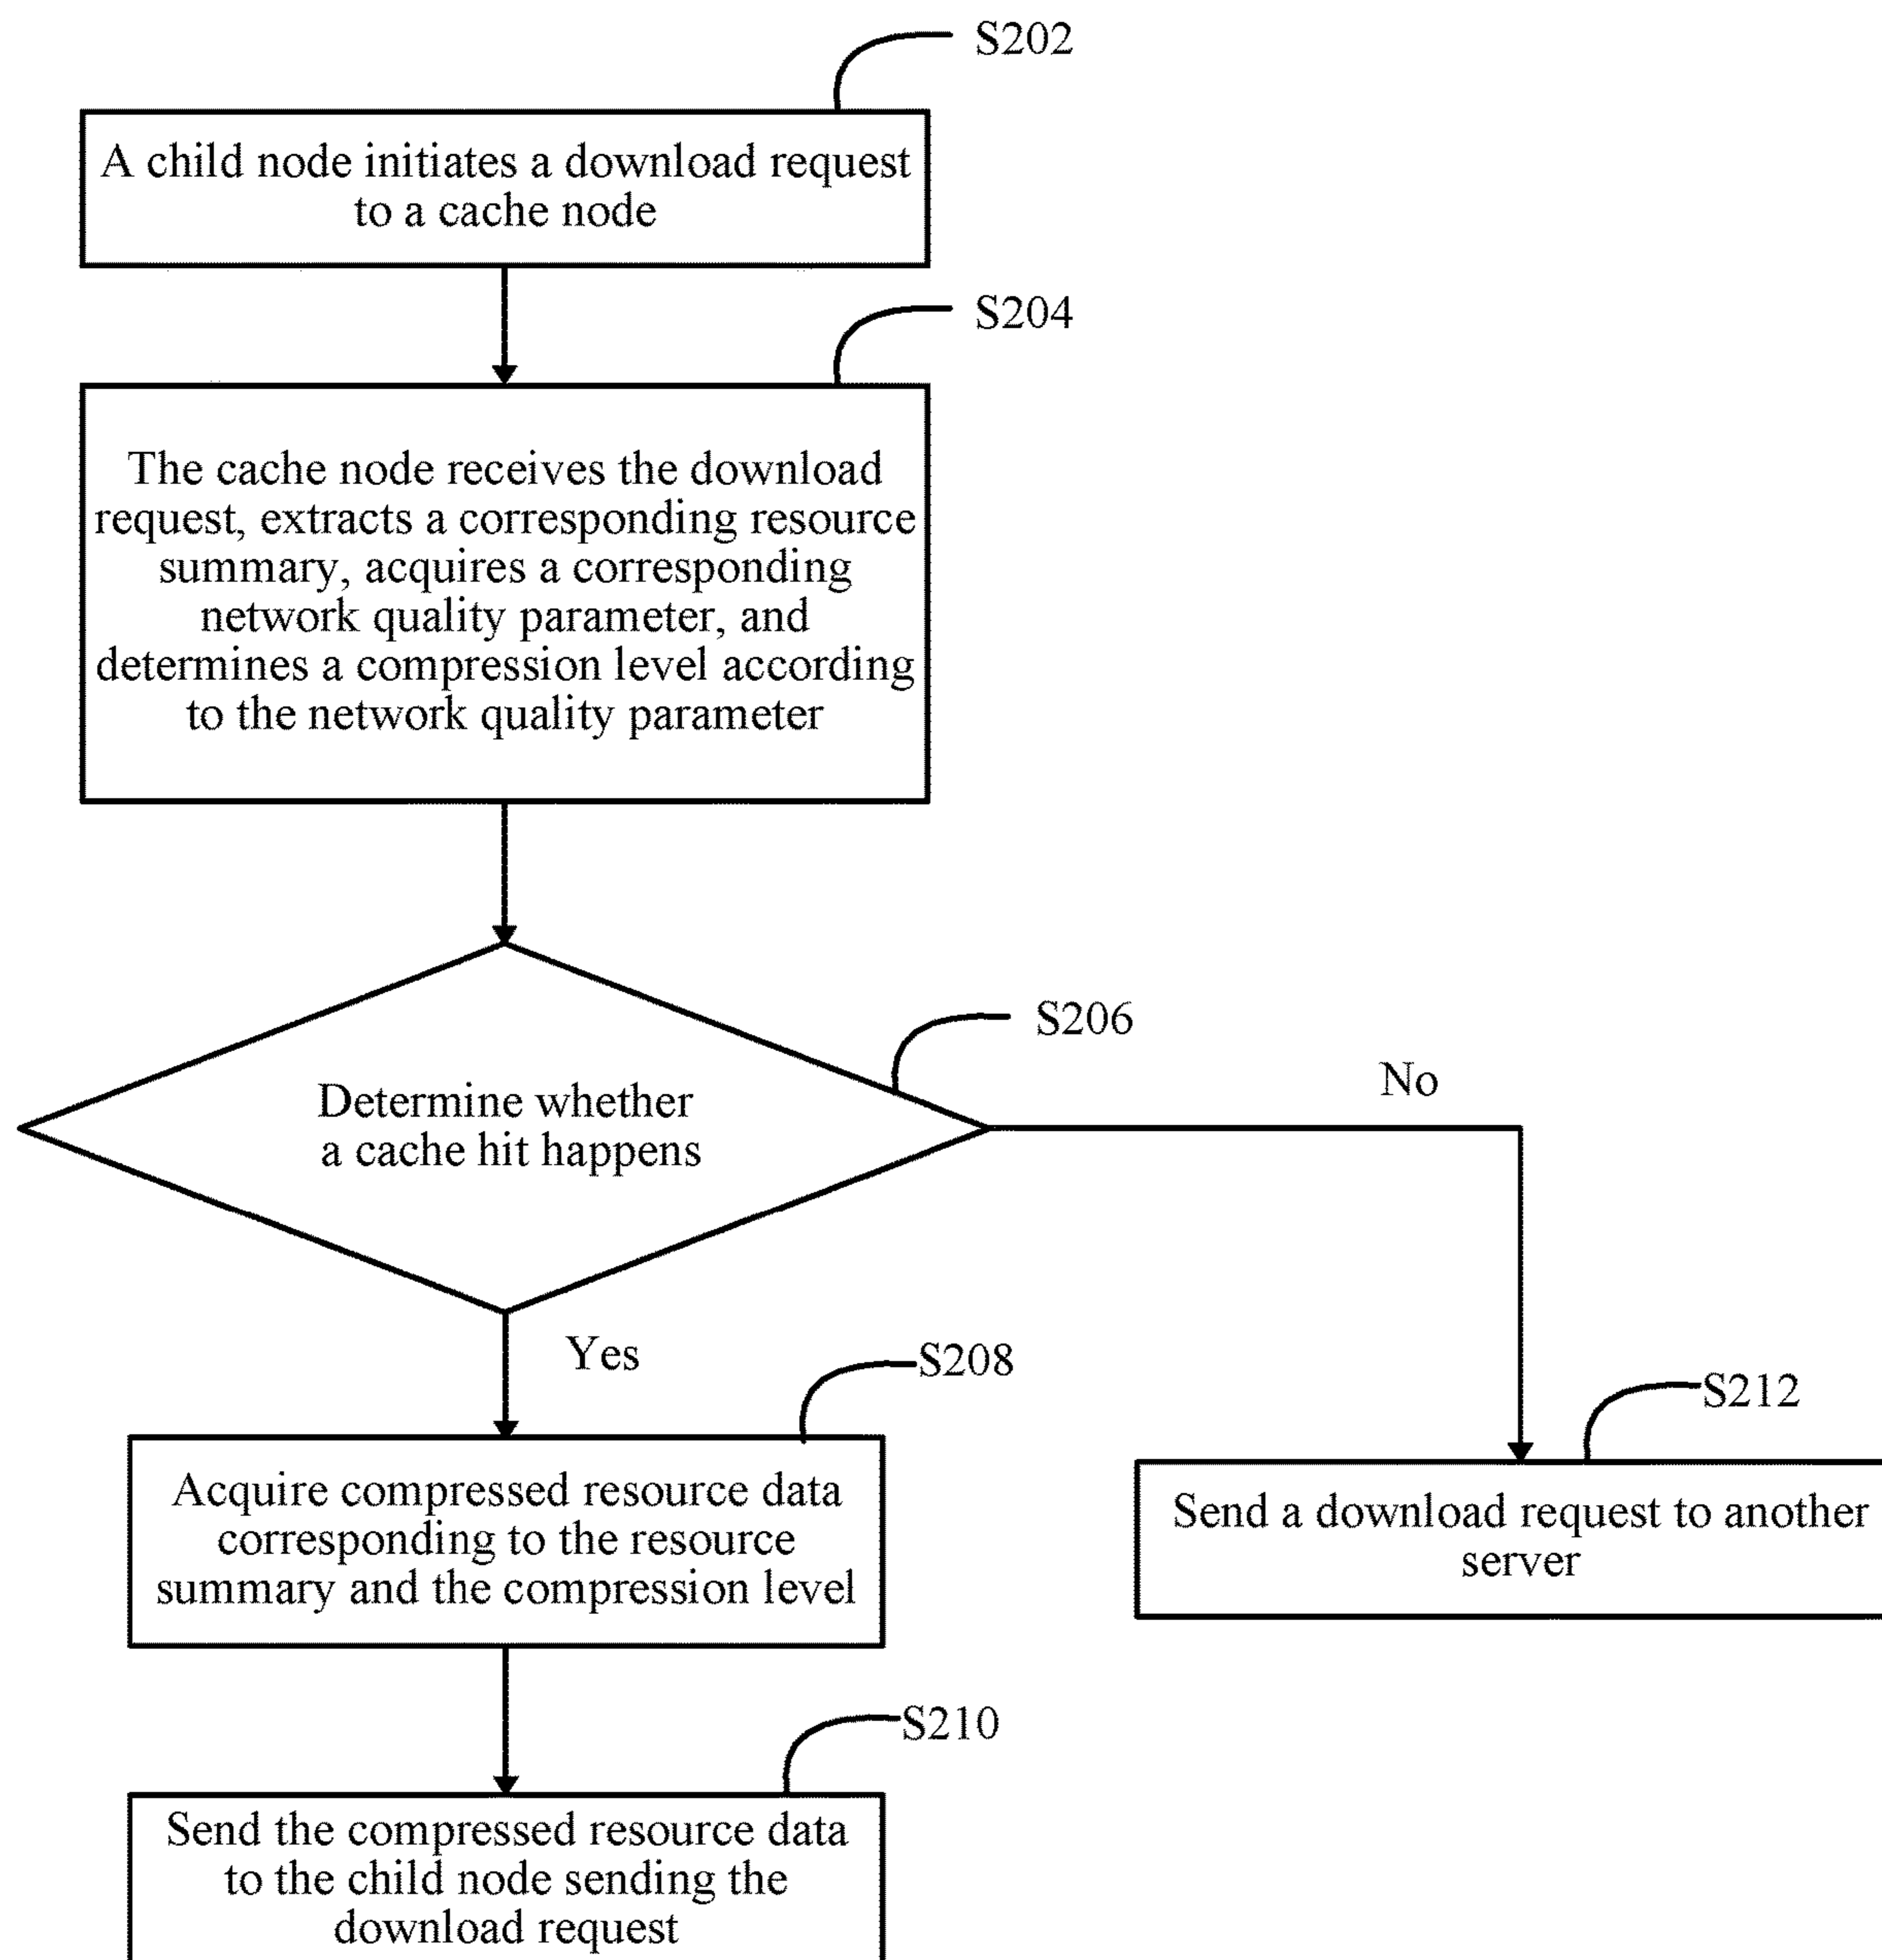 S202
A child node initiates a download request
to a cache node
S204
The cache node receives the download
request, extracts a corresponding resource
summary, acquires a corresponding
network quality parameter, and
determines a compression level according
to the network quality parameter
S206
No
Determine whether
a cache hit happens
Yes
S208
Acquire compressed resource data
corresponding to the resource
summary and the compression level
S212
Send a download request to another
server
S210
Send the compressed resource data
to the child node sending the
download request